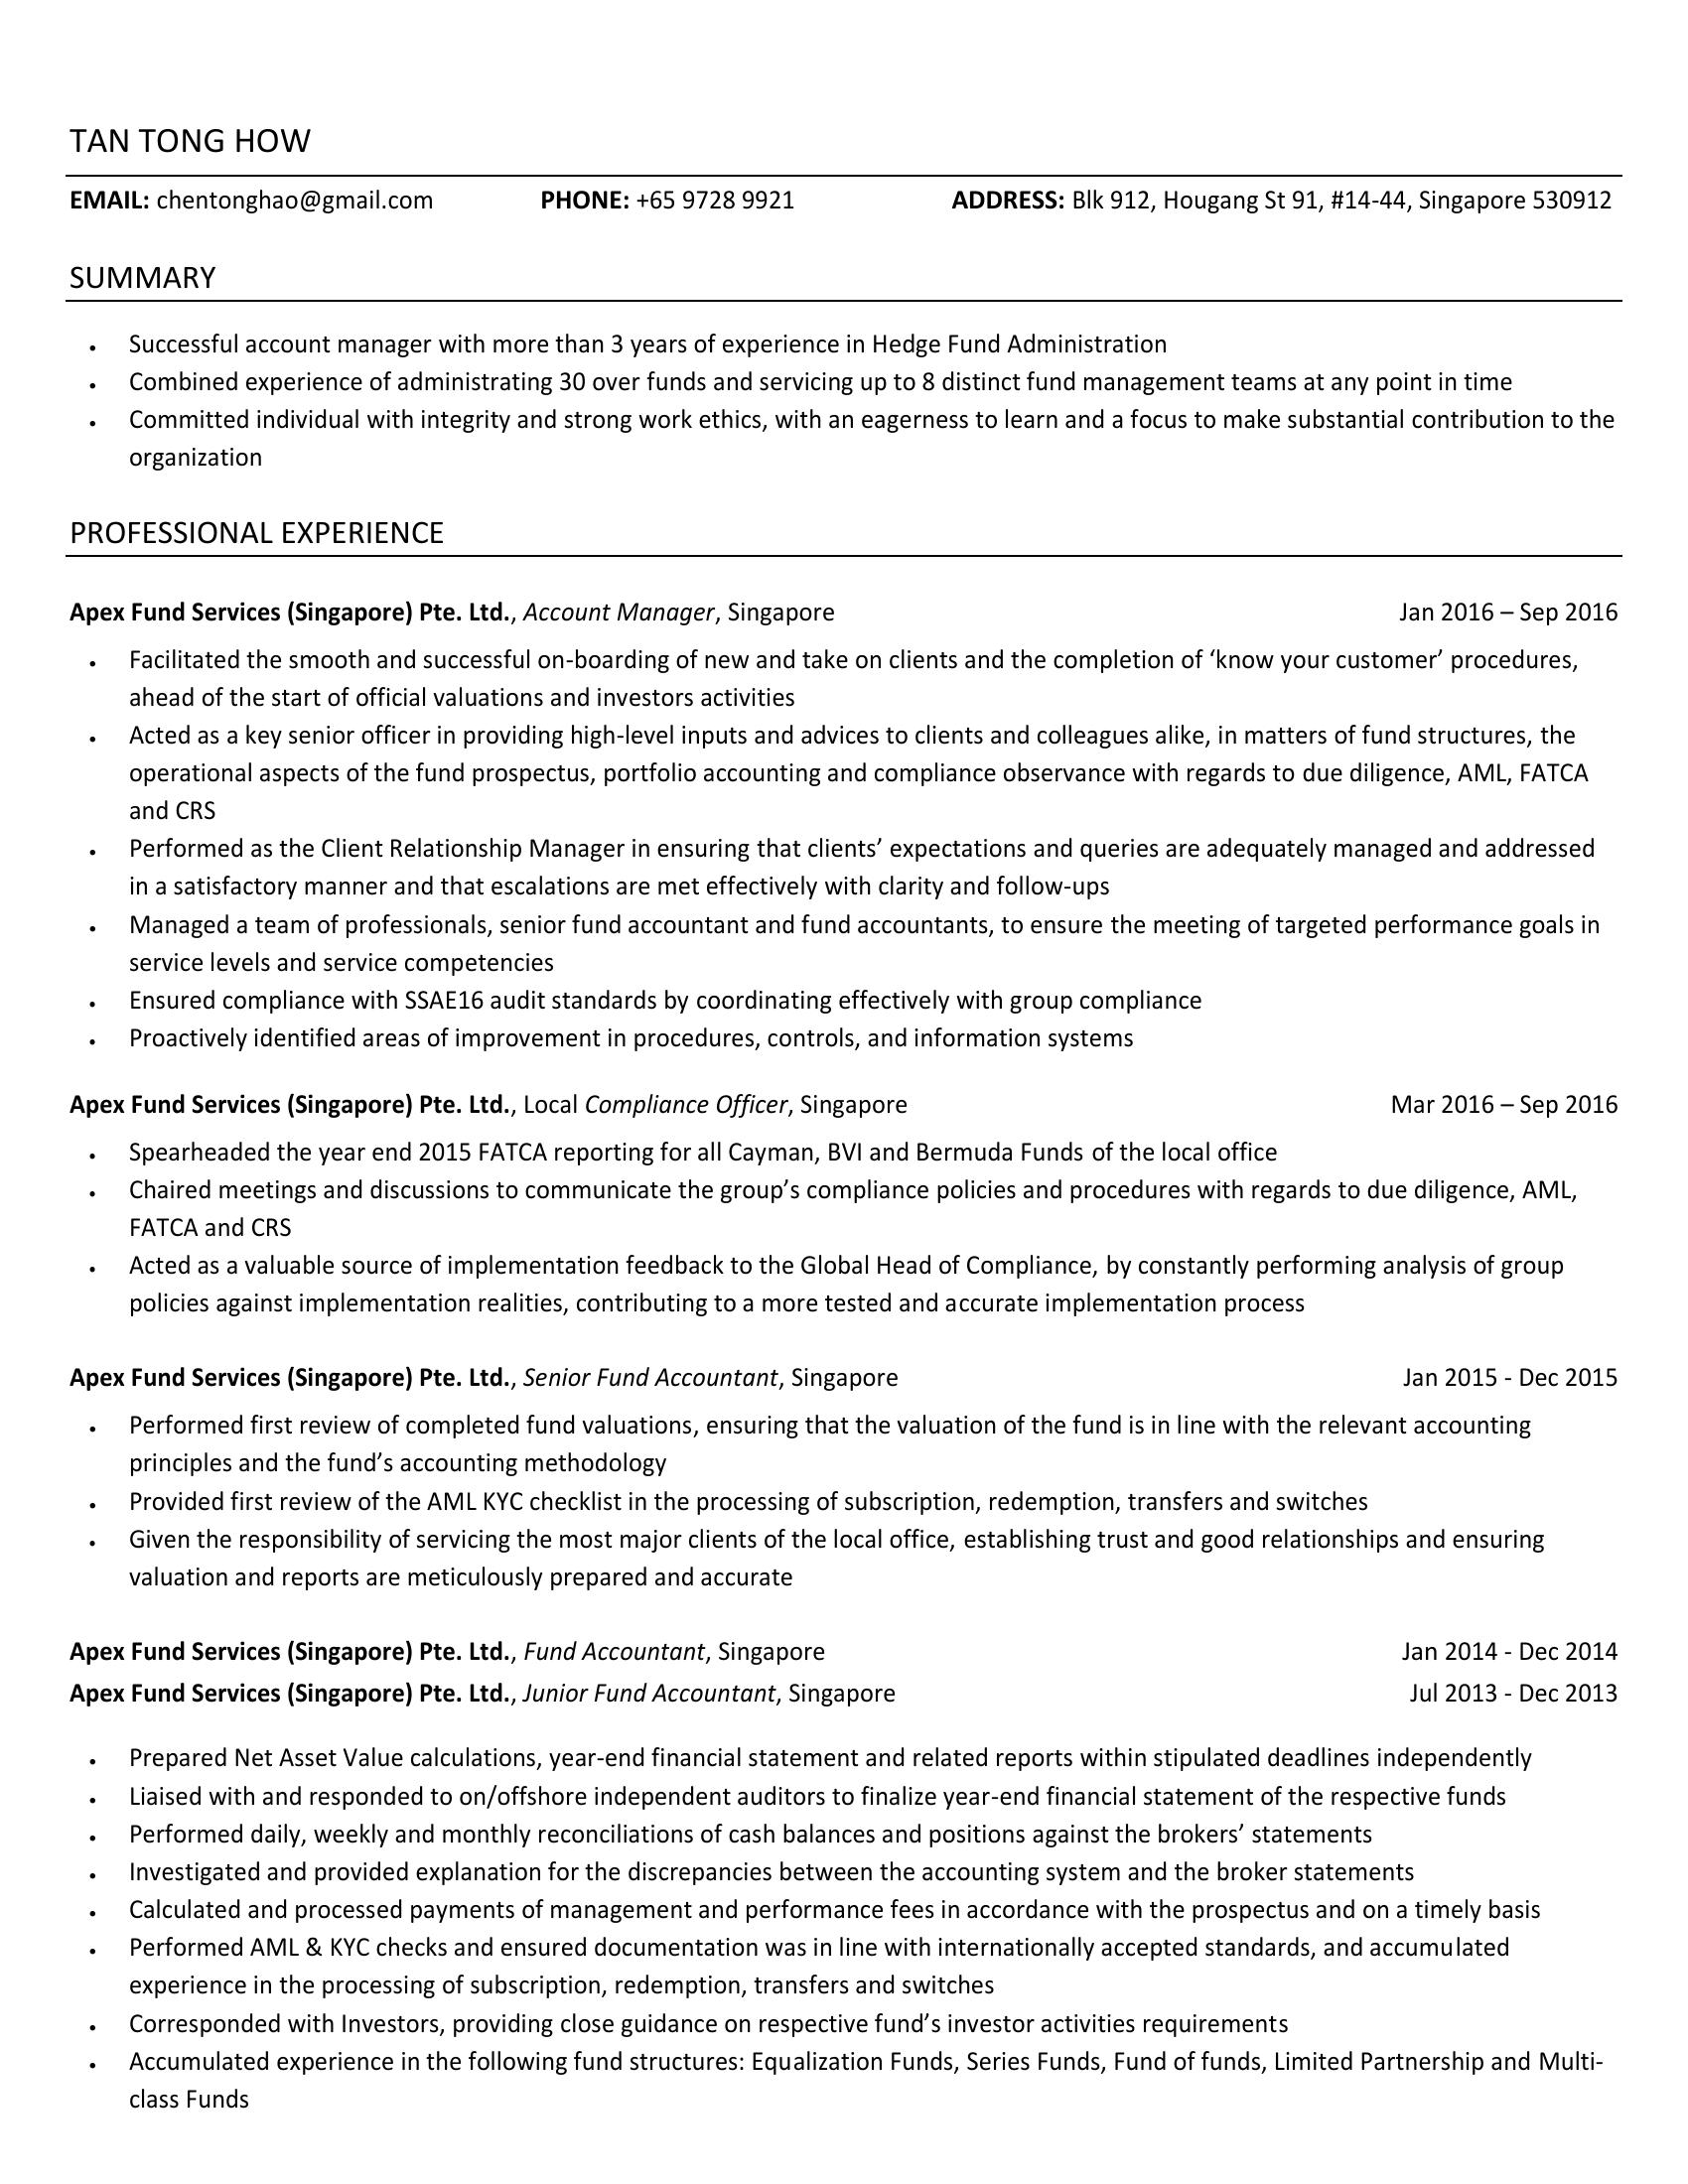 TAN TONG HOW
EMAIL: chentonghao@gmail.com PHONE: +65 9728 9921 ADDRESS: Blk 912, Hougang St 91, #14-44, Singapore 530912
SUMMARY
• Successful account manager with more than 3 years of experience in Hedge Fund Administration
• Combined experience of administrating 30 over funds and servicing up to 8 distinct fund management teams at any point in time
• Committed individual with integrity and strong work ethics, with an eagerness to learn and a focus to make substantial contribution to the
organization
PROFESSIONAL EXPERIENCE
Apex Fund Services (Singapore) Pte. Ltd., Account Manager, Singapore Jan 2016 – Sep 2016
• Facilitated the smooth and successful on-boarding of new and take on clients and the completion of ‘know your customer’ procedures,
ahead of the start of official valuations and investors activities
• Acted as a key senior officer in providing high-level inputs and advices to clients and colleagues alike, in matters of fund structures, the
operational aspects of the fund prospectus, portfolio accounting and compliance observance with regards to due diligence, AML, FATCA
and CRS
• Performed as the Client Relationship Manager in ensuring that clients’ expectations and queries are adequately managed and addressed
in a satisfactory manner and that escalations are met effectively with clarity and follow-ups
• Managed a team of professionals, senior fund accountant and fund accountants, to ensure the meeting of targeted performance goals in
service levels and service competencies
• Ensured compliance with SSAE16 audit standards by coordinating effectively with group compliance
• Proactively identified areas of improvement in procedures, controls, and information systems
Apex Fund Services (Singapore) Pte. Ltd., Local Compliance Officer, Singapore Mar 2016 – Sep 2016
• Spearheaded the year end 2015 FATCA reporting for all Cayman, BVI and Bermuda Funds of the local office
• Chaired meetings and discussions to communicate the group’s compliance policies and procedures with regards to due diligence, AML,
FATCA and CRS
• Acted as a valuable source of implementation feedback to the Global Head of Compliance, by constantly performing analysis of group
policies against implementation realities, contributing to a more tested and accurate implementation process
Apex Fund Services (Singapore) Pte. Ltd., Senior Fund Accountant, Singapore Jan 2015 - Dec 2015
• Performed first review of completed fund valuations, ensuring that the valuation of the fund is in line with the relevant accounting
principles and the fund’s accounting methodology
• Provided first review of the AML KYC checklist in the processing of subscription, redemption, transfers and switches
• Given the responsibility of servicing the most major clients of the local office, establishing trust and good relationships and ensuring
valuation and reports are meticulously prepared and accurate
Apex Fund Services (Singapore) Pte. Ltd., Fund Accountant, Singapore Jan 2014 - Dec 2014
Apex Fund Services (Singapore) Pte. Ltd., Junior Fund Accountant, Singapore Jul 2013 - Dec 2013
• Prepared Net Asset Value calculations, year-end financial statement and related reports within stipulated deadlines independently
• Liaised with and responded to on/offshore independent auditors to finalize year-end financial statement of the respective funds
• Performed daily, weekly and monthly reconciliations of cash balances and positions against the brokers’ statements
• Investigated and provided explanation for the discrepancies between the accounting system and the broker statements
• Calculated and processed payments of management and performance fees in accordance with the prospectus and on a timely basis
• Performed AML & KYC checks and ensured documentation was in line with internationally accepted standards, and accumulated
experience in the processing of subscription, redemption, transfers and switches
• Corresponded with Investors, providing close guidance on respective fund’s investor activities requirements
• Accumulated experience in the following fund structures: Equalization Funds, Series Funds, Fund of funds, Limited Partnership and Multi-
class Funds